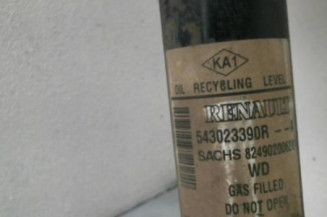 KA1
OIL RECYCLING LEVEL
RENAULT
543023390R --
SACHS
WD
GAS FILLED
DO NOT OPEN